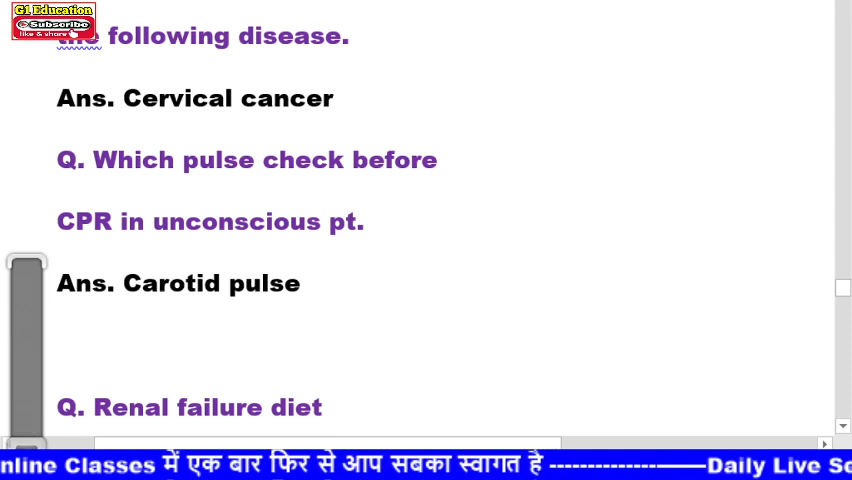 G1 Education
Subscribe
like & share
the following disease.
Ans. Cervical cancer
Q. Which pulse check before
CPR in unconscious pt.
Ans. Carotid pulse
Q. Renal failure diet
nline Classes में एक बार फिर से आप सबका स्वागत है -------------------Daily Live